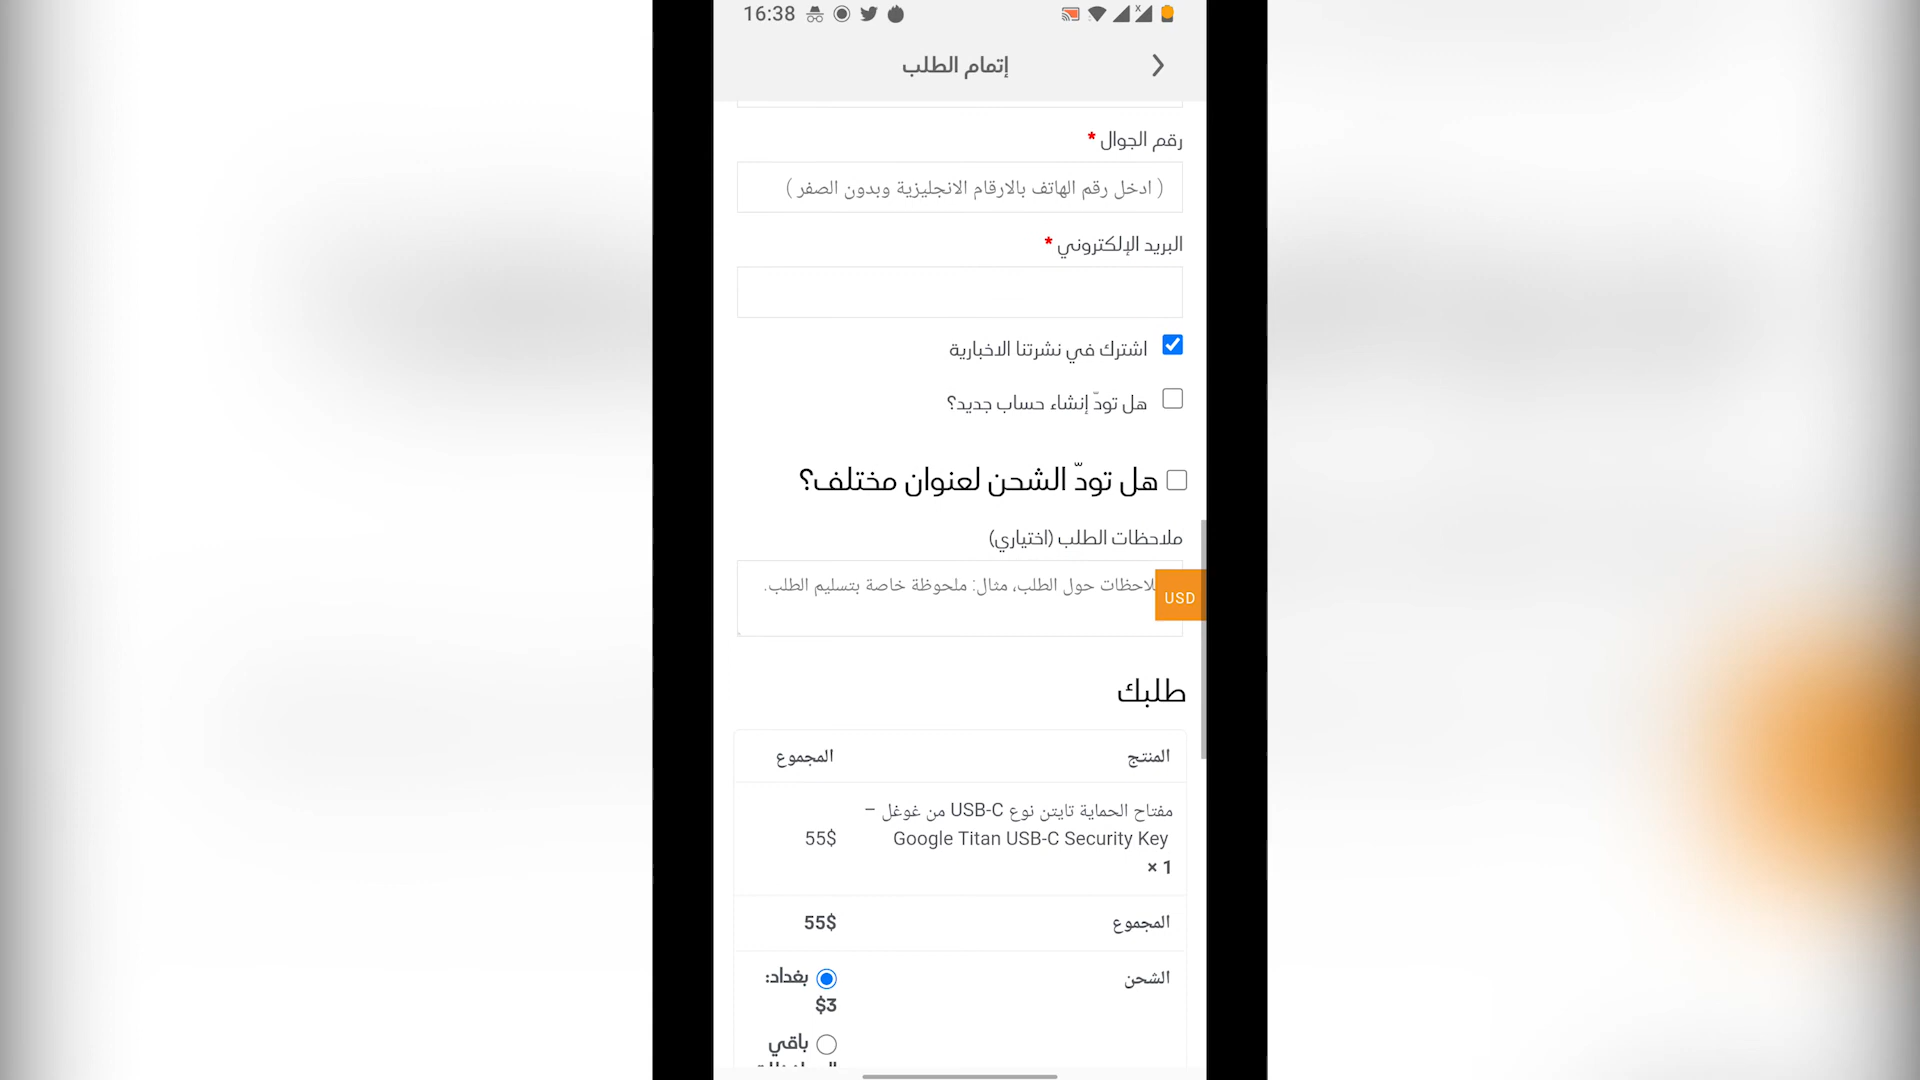 16:38
إتمام الطلب
رقم الجوال *
( ادخل رقم الهاتف بالارقام الانجليزية وبدون الصفر )
البريد الإلكتروني *
اشترك في نشرتنا الاخبارية
هل تودّ إنشاء حساب جديد؟
هل تودّ الشحن لعنوان مختلف؟
ملاحظات الطلب (اختياري)
حول الطلب، مثال: ملحوظة خاصة بتسليم الطلب.
USD
طلبك
المنتج المجموع
مفتاح الحماية تايتن نوع USB-C من غوغل –
Google Titan USB-C Security Key 55$
× 1
المجموع 55$
الشحن بغداد:
$3
باقي